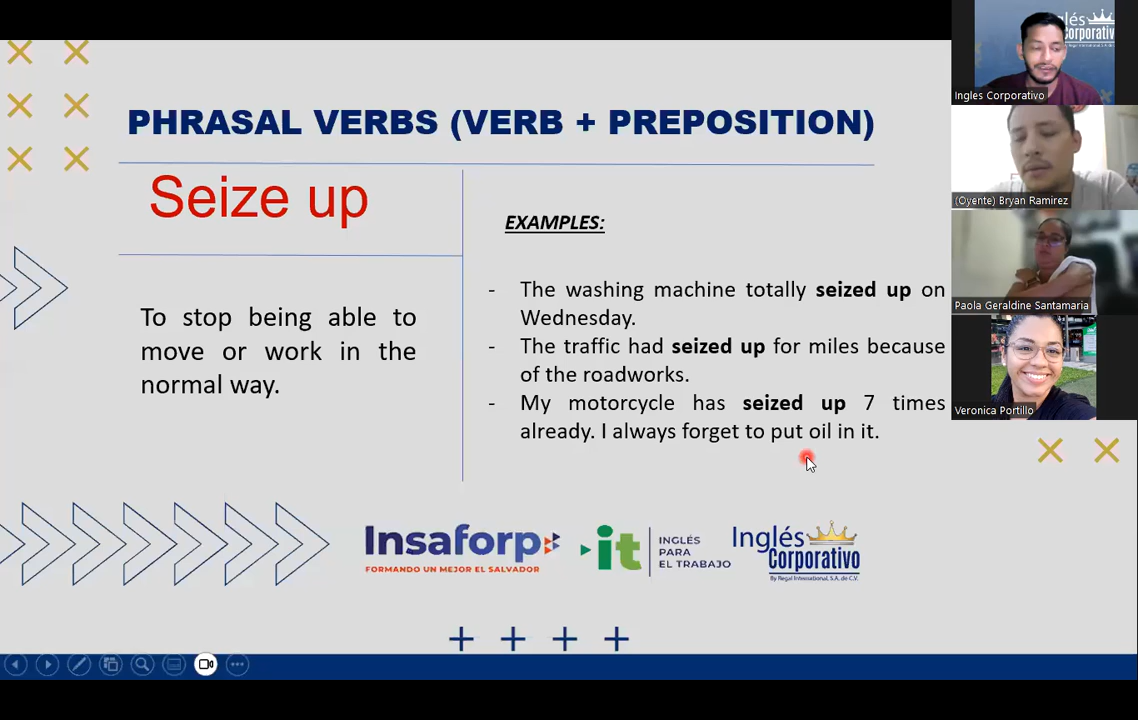 PHRASAL VERBS (VERB + PREPOSITION)
Seize up
To stop being able to
move or work in the
normal way.
EXAMPLES:
- The washing machine totally seized up on
Wednesday.
- The traffic had seized up for miles because
of the roadworks.
- My motorcycle has seized up 7 times
already. I always forget to put oil in it.
Insaforp
FORMANDO UN MEJOR EL SALVADOR
it
INGLÉS
PARA
EL TRABAJO
Inglés
Corporativo
By Regal International, S.A. de C.V.
lés
Corporativ
Ingles Corporativo
(Oyente) Bryan Ramirez
Paola Geraldine Santamaria
Veronica Portillo